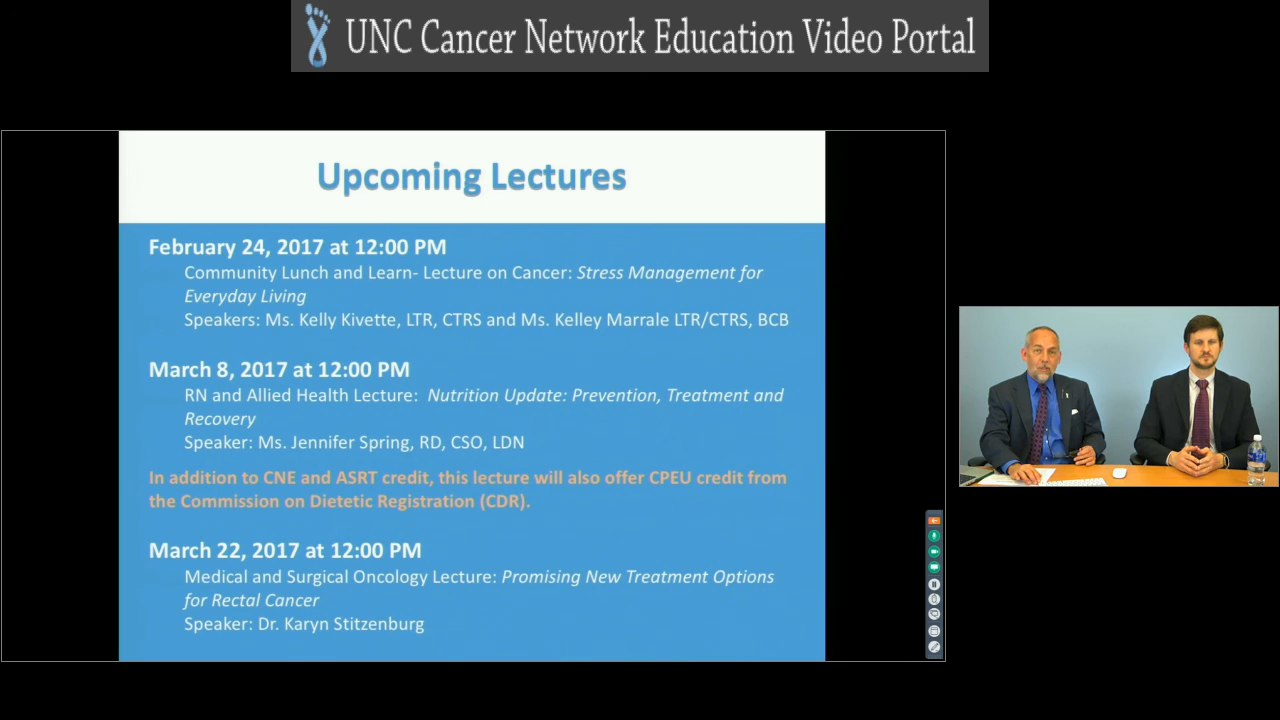 UNC Cancer Network Education Video Portal
Upcoming Lectures
February 24, 2017 at 12:00 PM
Community Lunch and Learn- Lecture on Cancer: Stress Management for
Everyday Living
Speakers: Ms. Kelly Kivette, LTR, CTRS and Ms. Kelley Marrale LTR/CTRS, BCB
March 8, 2017 at 12:00 PM
RN and Allied Health Lecture: Nutrition Update: Prevention, Treatment and
Recovery
Speaker: Ms. Jennifer Spring, RD, CSO, LDN
In addition to CNE and ASRT credit, this lecture will also offer CPEU credit from
the Commission on Dietetic Registration (CDR).
March 22, 2017 at 12:00 PM
Medical and Surgical Oncology Lecture: Promising New Treatment Options
for Rectal Cancer
Speaker: Dr. Karyn Stitzenburg